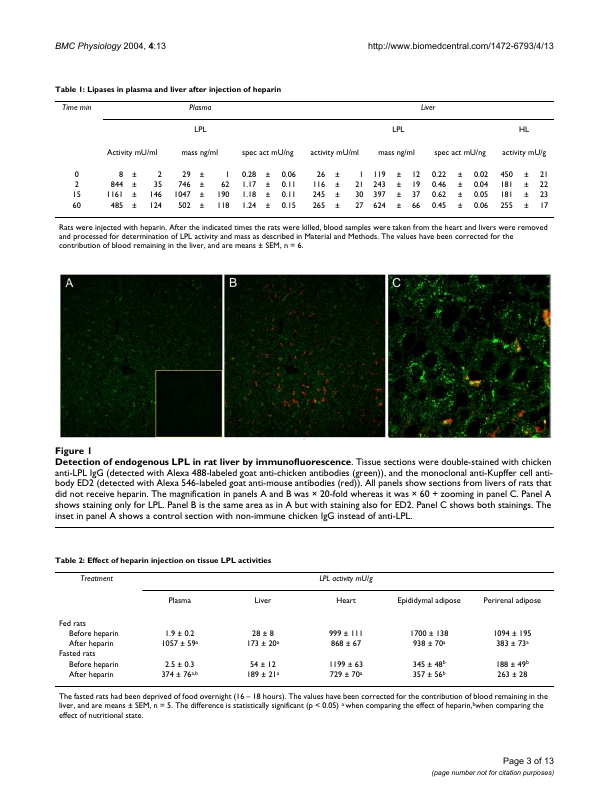 BMC Physiology 2004, 4:13
http://www.biomedcentral.com/1472-6793/4/13
Table 1: Lipases in plasma and liver after injection of heparin
Time min Plasma Liver
LPL LPL HL
Activity mU/ml mass ng/ml spec act mU/ng activity mU/ml mass ng/ml spec act mU/ng activity mU/g
0 8 ± 2 29 ± 1 0.28 ± 0.06 26 ± 1 119 ± 12 0.22 ± 0.02 450 ± 21
2 844 ± 35 746 ± 62 1.17 ± 0.11 116 ± 21 243 ± 19 0.46 ± 0.04 181 ± 22
15 1161 ± 146 1047 ± 190 1.18 ± 0.11 245 ± 30 397 ± 37 0.62 ± 0.05 181 ± 23
60 485 ± 124 502 ± 118 1.24 ± 0.15 265 ± 27 624 ± 66 0.45 ± 0.06 255 ± 17
Rats were injected with heparin. After the indicated times the rats were killed, blood samples were taken from the heart and livers were removed
and processed for determination of LPL activity and mass as described in Material and Methods. The values have been corrected for the
contribution of blood remaining in the liver, and are means ± SEM, n = 6.
A B C
Figure 1
Detection of endogenous LPL in rat liver by immunofluorescence. Tissue sections were double-stained with chicken
anti-LPL IgG (detected with Alexa 488-labeled goat anti-chicken antibodies (green)), and the monoclonal anti-Kupffer cell anti-
body ED2 (detected with Alexa 546-labeled goat anti-mouse antibodies (red)). All panels show sections from livers of rats that
did not receive heparin. The magnification in panels A and B was × 20-fold whereas it was × 60 + zooming in panel C. Panel A
shows staining only for LPL. Panel B is the same area as in A but with staining also for ED2. Panel C shows both stainings. The
inset in panel A shows a control section with non-immune chicken IgG instead of anti-LPL.
Table 2: Effect of heparin injection on tissue LPL activities
Treatment LPL activity mU/g
Plasma Liver Heart Epididymal adipose Perirenal adipose
Fed rats
Before heparin 1.9 ± 0.2 28 ± 8 999 ± 111 1700 ± 138 1094 ± 195
After heparin 1057 ± 59a 173 ± 20a 868 ± 67 938 ± 70a 383 ± 73a
Fasted rats
Before heparin 2.5 ± 0.3 54 ± 12 1199 ± 63 345 ± 48b 188 ± 49b
After heparin 374 ± 76a,b 189 ± 21a 729 ± 70a 357 ± 56b 263 ± 28
The fasted rats had been deprived of food overnight (16 – 18 hours). The values have been corrected for the contribution of blood remaining in the
liver, and are means ± SEM, n = 5. The difference is statistically significant (p < 0.05) a when comparing the effect of heparin,bwhen comparing the
effect of nutritional state.
Page 3 of 13
(page number not for citation purposes)